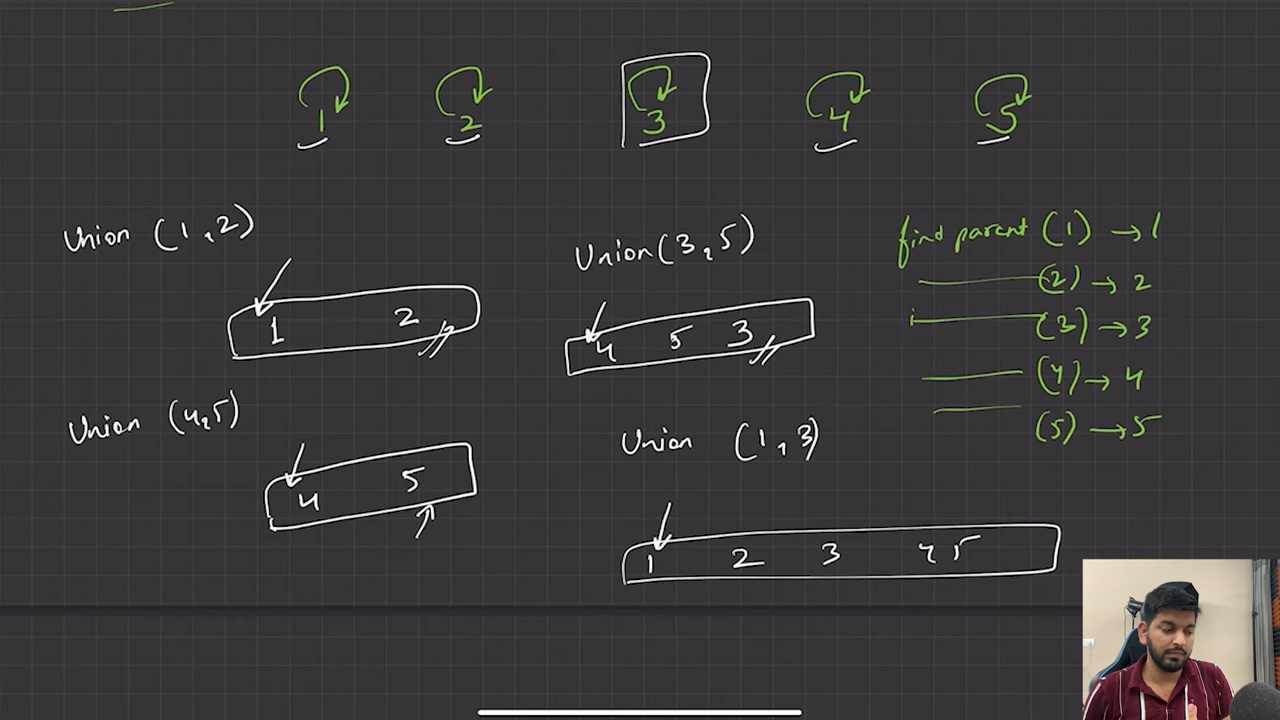 1 2 3 4 5
Union (1,2)
1 2
Union (4,5)
4 5
Union(3,5)
4 5 3
Union (1,3)
1 2 3 4 5
find parent (1) → 1
(2) → 2
(3) → 3
(4) → 4
(5) → 5